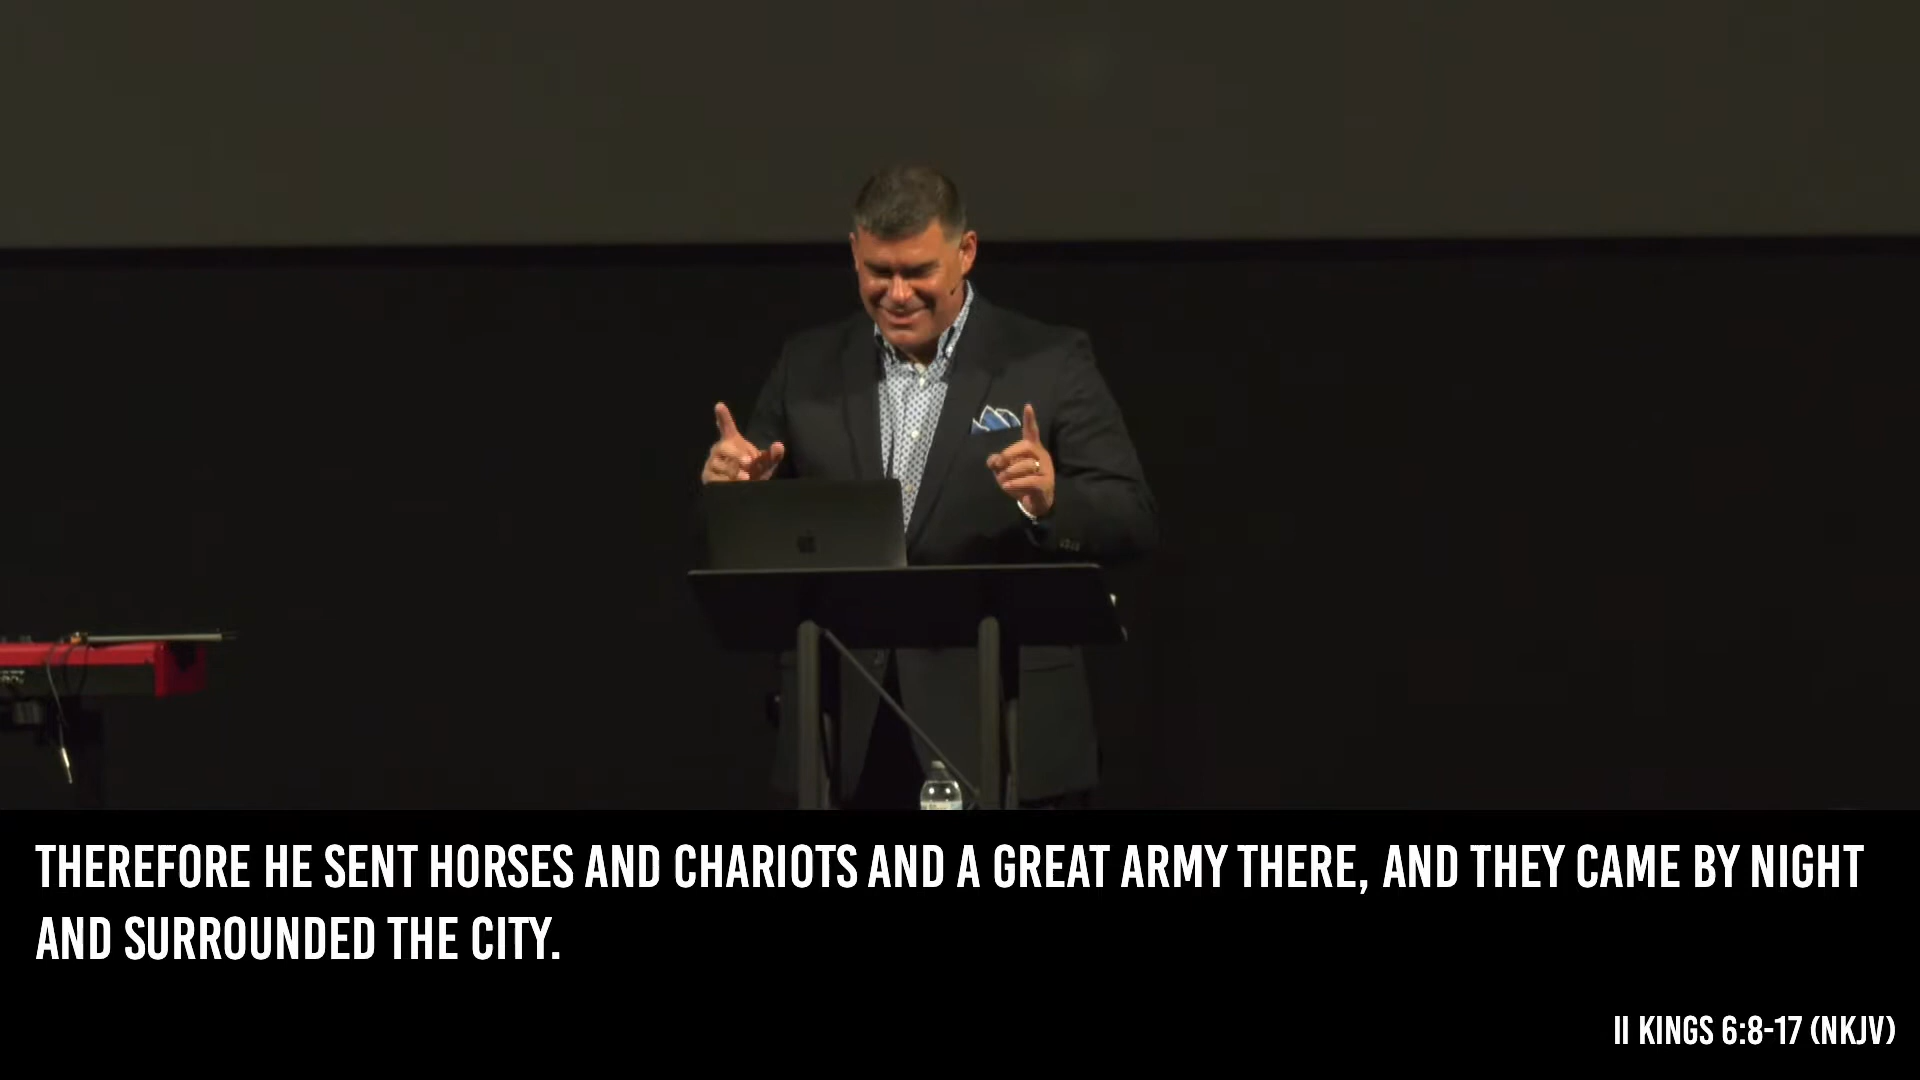 THEREFORE HE SENT HORSES AND CHARIOTS AND A GREAT ARMY THERE, AND THEY CAME BY NIGHT
AND SURROUNDED THE CITY.
II KINGS 6:8-17 (NKJV)